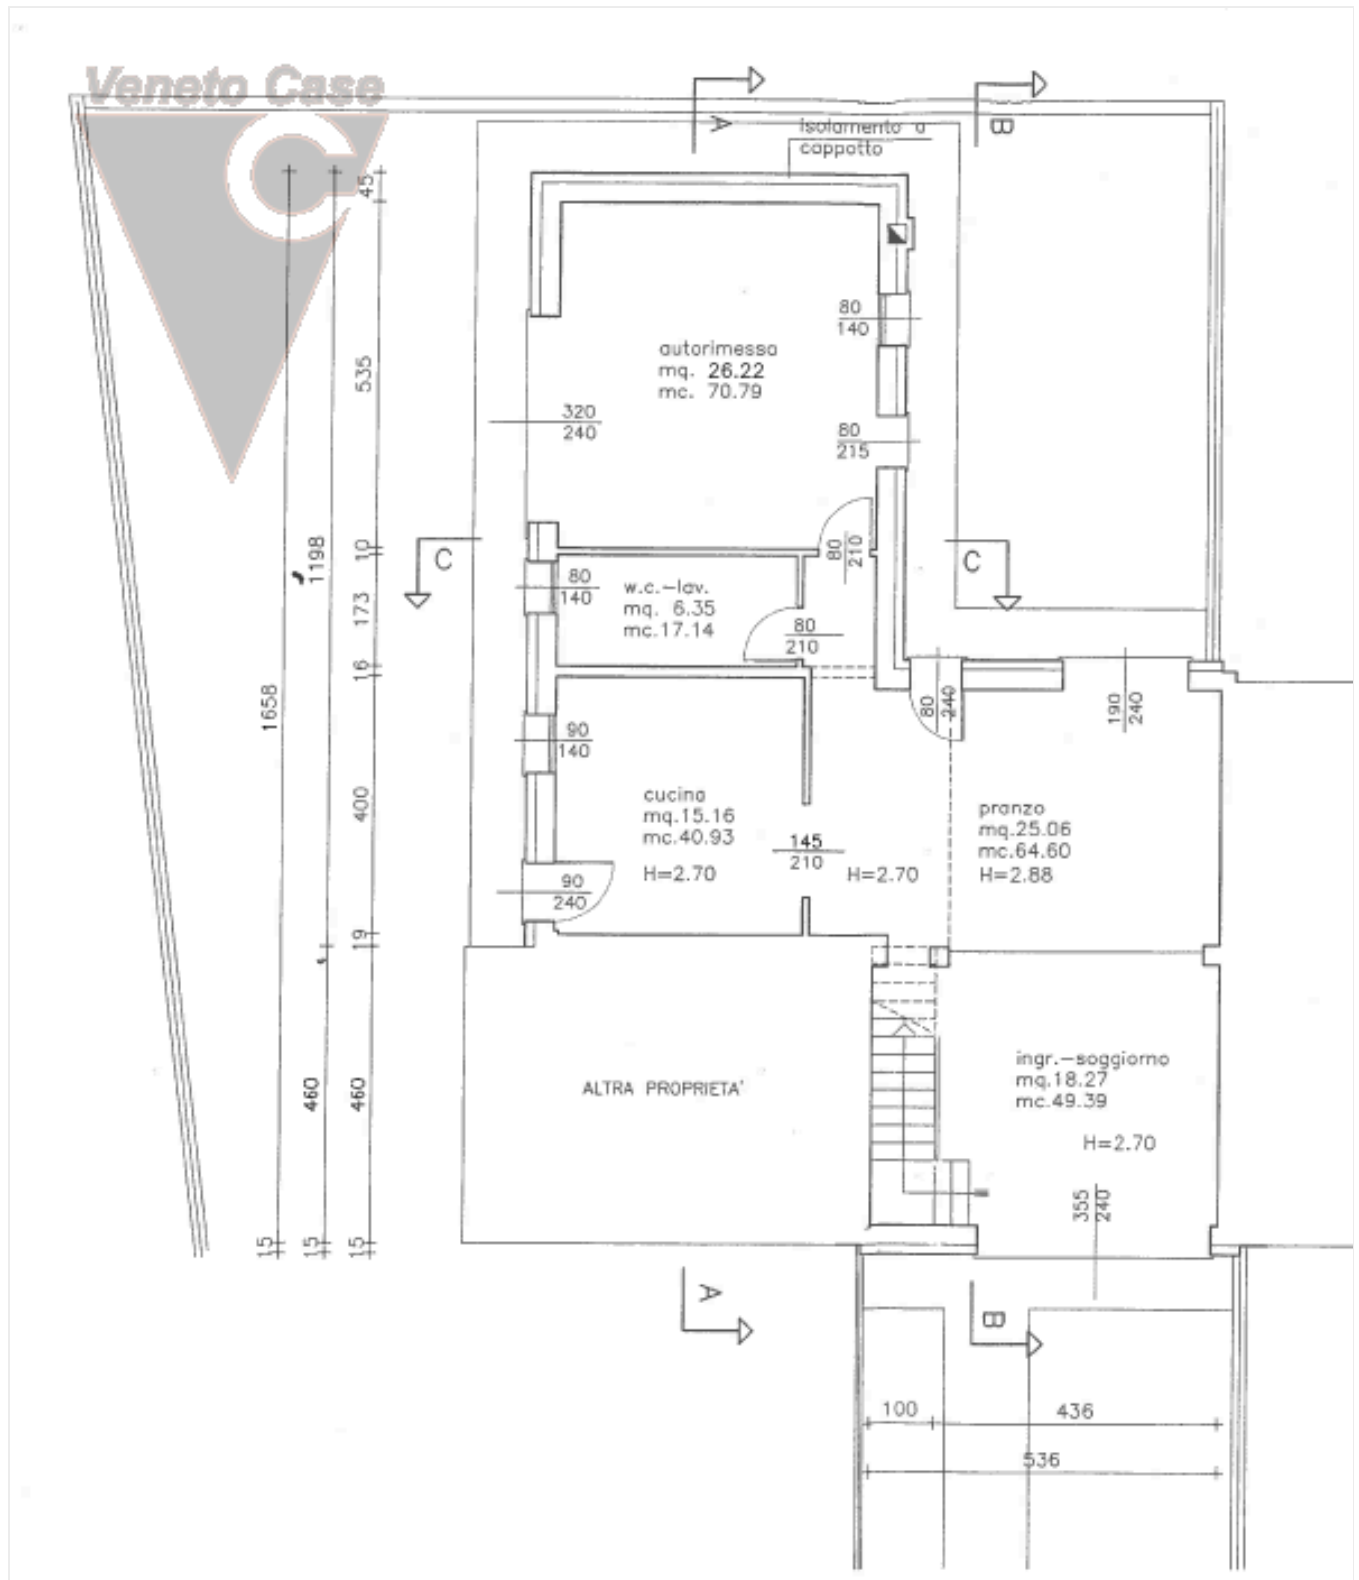 Veneto Case
C
A
B
isolamento a
cappotto
45
535
10
173
16
400
19
460
15
1198
460
15
1658
15
autorimessa
mq. 26.22
mc. 70.79
80
140
320
240
80
215
80
210
C
C
80
140
w.c.-lav.
mq. 6.35
mc.17.14
80
210
80
240
190
240
90
140
cucina
mq.15.16
mc.40.93
H=2.70
145
210
H=2.70
pranzo
mq.25.06
mc.64.60
H=2.88
90
240
ALTRA PROPRIETA'
ingr.-soggiorno
mq.18.27
mc.49.39
H=2.70
355
240
A
B
100
436
536